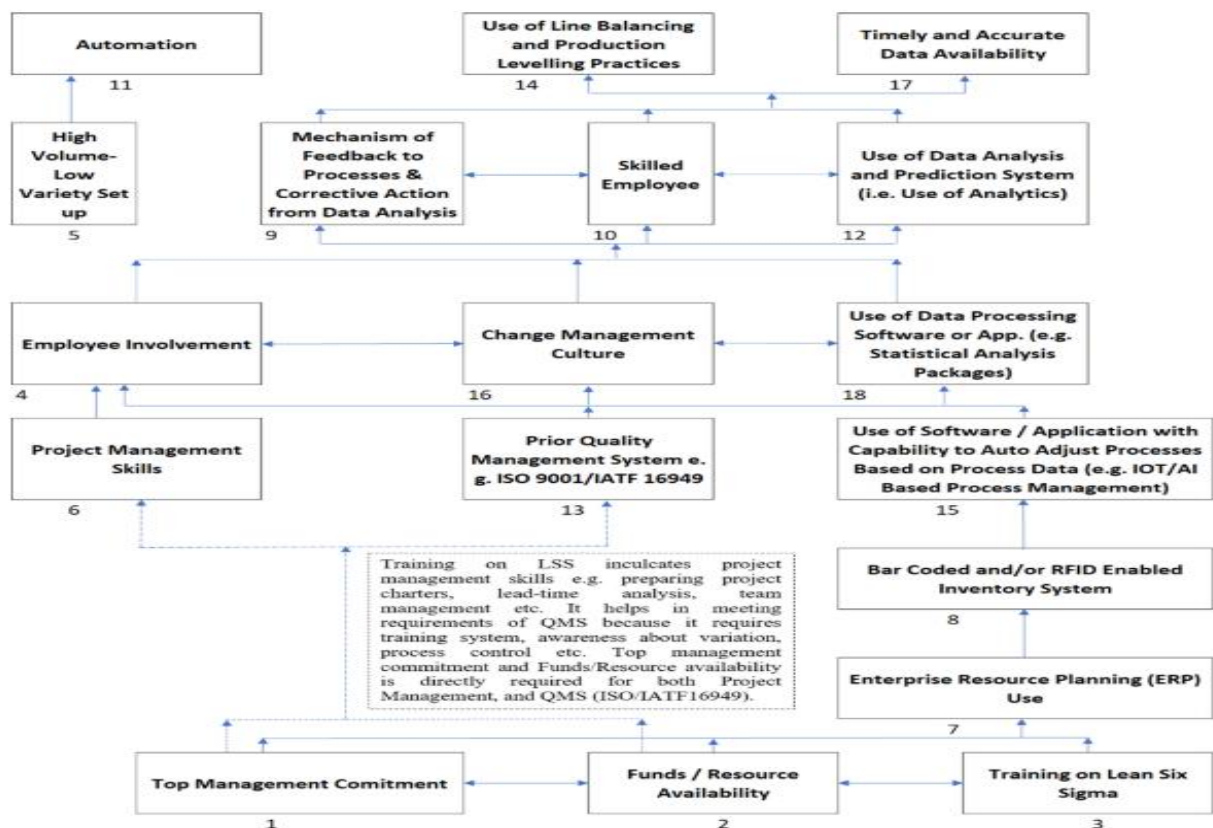 Automation
11
Use of Line Balancing
and Production
Levelling Practices
14
Timely and Accurate
Data Availability
17
High
Volume-
Low
Variety Set
up
5
Mechanism of
Feedback to
Processes &
Corrective Action
from Data Analysis
9
Skilled
Employee
10
Use of Data Analysis
and Prediction System
(i.e. Use of Analytics)
12
Employee Involvement
4
Change Management
Culture
16
Use of Data Processing
Software or App. (e.g.
Statistical Analysis
Packages)
18
Project Management
Skills
6
Prior Quality
Management System e.
g. ISO 9001/IATF 16949
13
Use of Software / Application with
Capability to Auto Adjust Processes
Based on Process Data (e.g. IOT/AI
Based Process Management)
15
Training on LSS inculcates project
management skills e.g. preparing project
charters, lead-time analysis, team
management etc. It helps in meeting
requirements of QMS because it requires
training system, awareness about variation,
process control etc. Top management
commitment and Funds/Resource availability
is directly required for both Project
Management, and QMS (ISO/IATF16949).
Bar Coded and/or RFID Enabled
Inventory System
8
Enterprise Resource Planning (ERP)
Use
7
Top Management Comitment
1
Funds / Resource
Availability
2
Training on Lean Six
Sigma
3